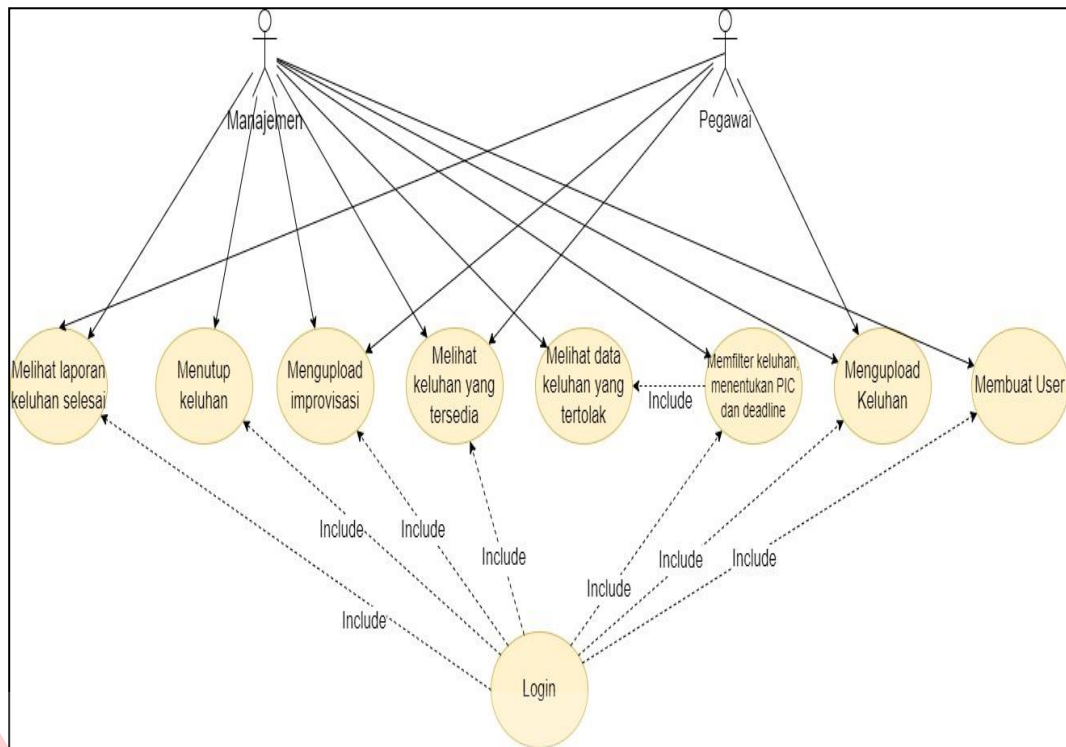 Manajemen
Pegawai
Melihat laporan
keluhan selesai
Menutup
keluhan
Mengupload
improvisasi
Melihat
keluhan yang
tersedia
Melihat data
keluhan yang
tertolak
Include
Memfilter keluhan,
menentukan PIC
dan deadline
Mengupload
Keluhan
Membuat User
Include
Include
Include
Include
Include
Include
Include
Login